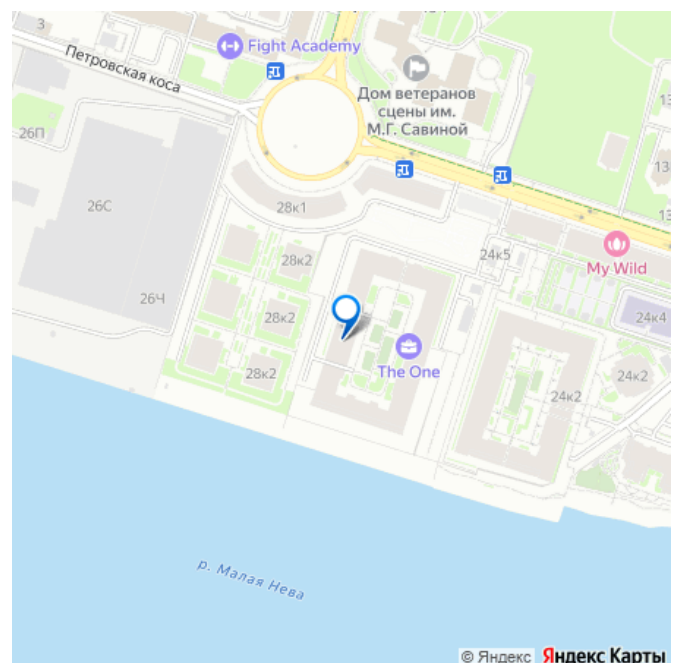 3
Fight Academy
Петровская коса
Дом ветеранов
сцены им.
М.Г. Савиной
26П
13
26С
28к1
13
28к2
24к5
My Wild
26Ч
28к2
24к4
The One
28к2
24к2
24к2
р. Малая Нева
© Яндекс Яндекс Карты